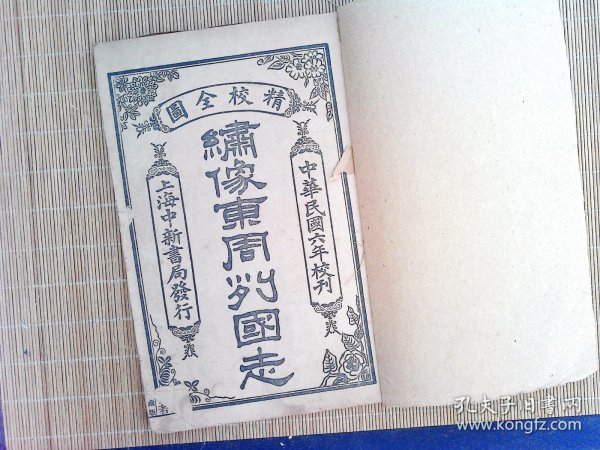 精校全圖
中華民國六年校刊
繡像東周列國志
上海中新書局發行
孔夫子旧书网
kongfz.com